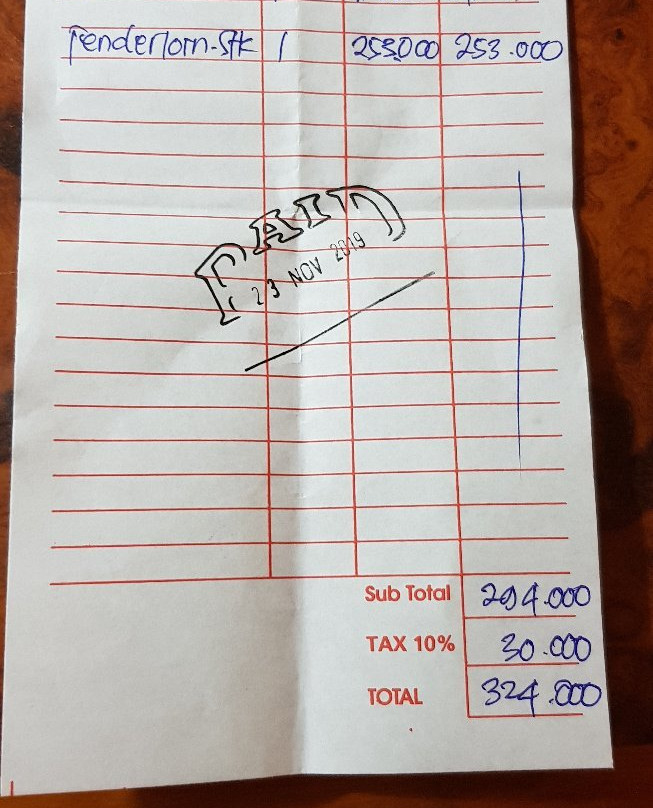 Tenderlorn-Stk 1 253.000 253.000
PAID
23 NOV 2019
Sub Total 294.000
TAX 10% 30.000
TOTAL 324.000